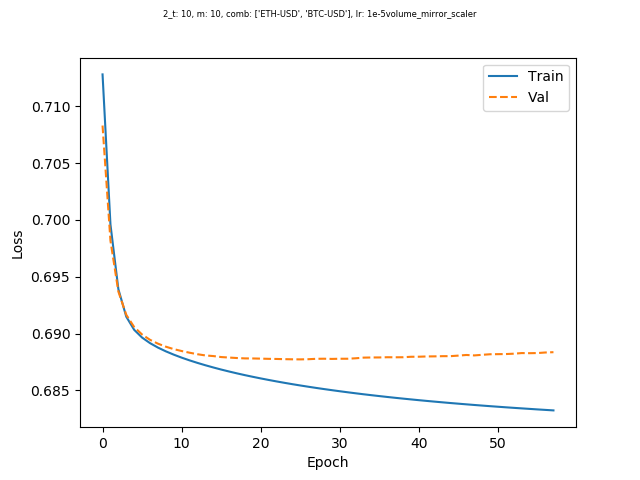 2_t: 10, m: 10, comb: ['ETH-USD', 'BTC-USD'], lr: 1e-5volume_mirror_scaler
Train
Val
0.710
0.705
0.700
0.695
0.690
0.685
Loss
0
10
20
30
40
50
Epoch